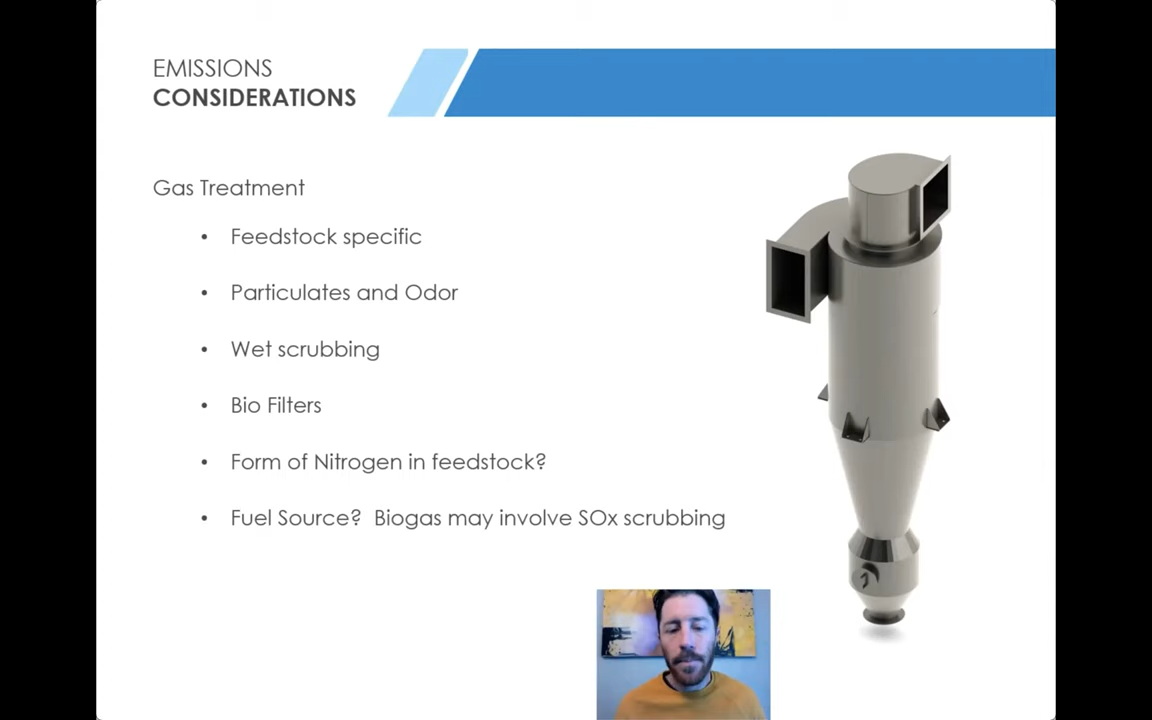 EMISSIONS
CONSIDERATIONS
Gas Treatment
• Feedstock specific
• Particulates and Odor
• Wet scrubbing
• Bio Filters
• Form of Nitrogen in feedstock?
• Fuel Source?  Biogas may involve SOx scrubbing